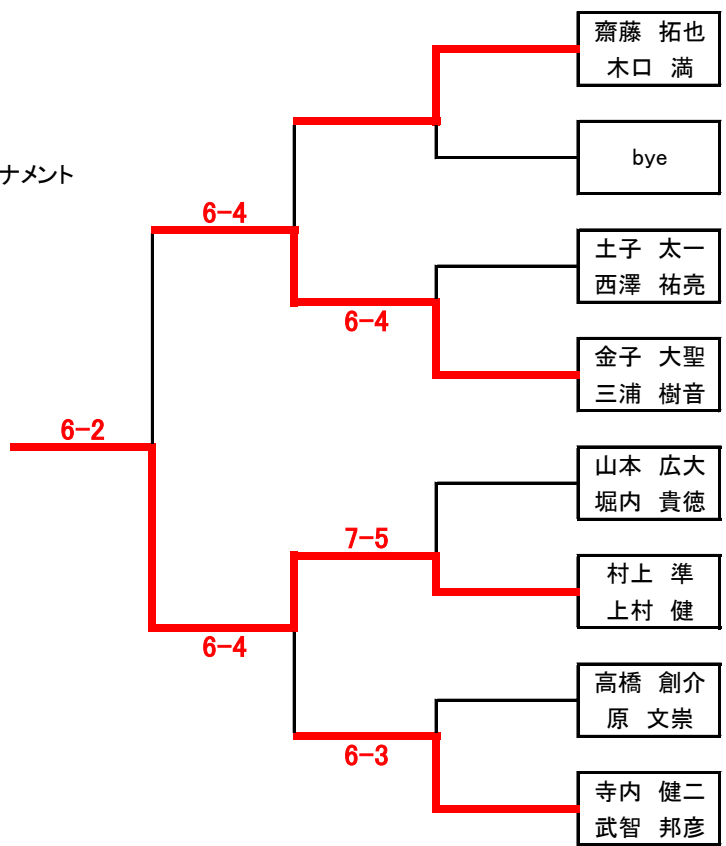 齋藤 拓也
木口 満
bye
ナメント
6-4
土子 太一
西澤 祐亮
6-4
金子 大聖
三浦 樹音
6-2
山本 広大
堀内 貴徳
7-5
村上 準
上村 健
6-4
高橋 創介
原 文崇
6-3
寺内 健二
武智 邦彦